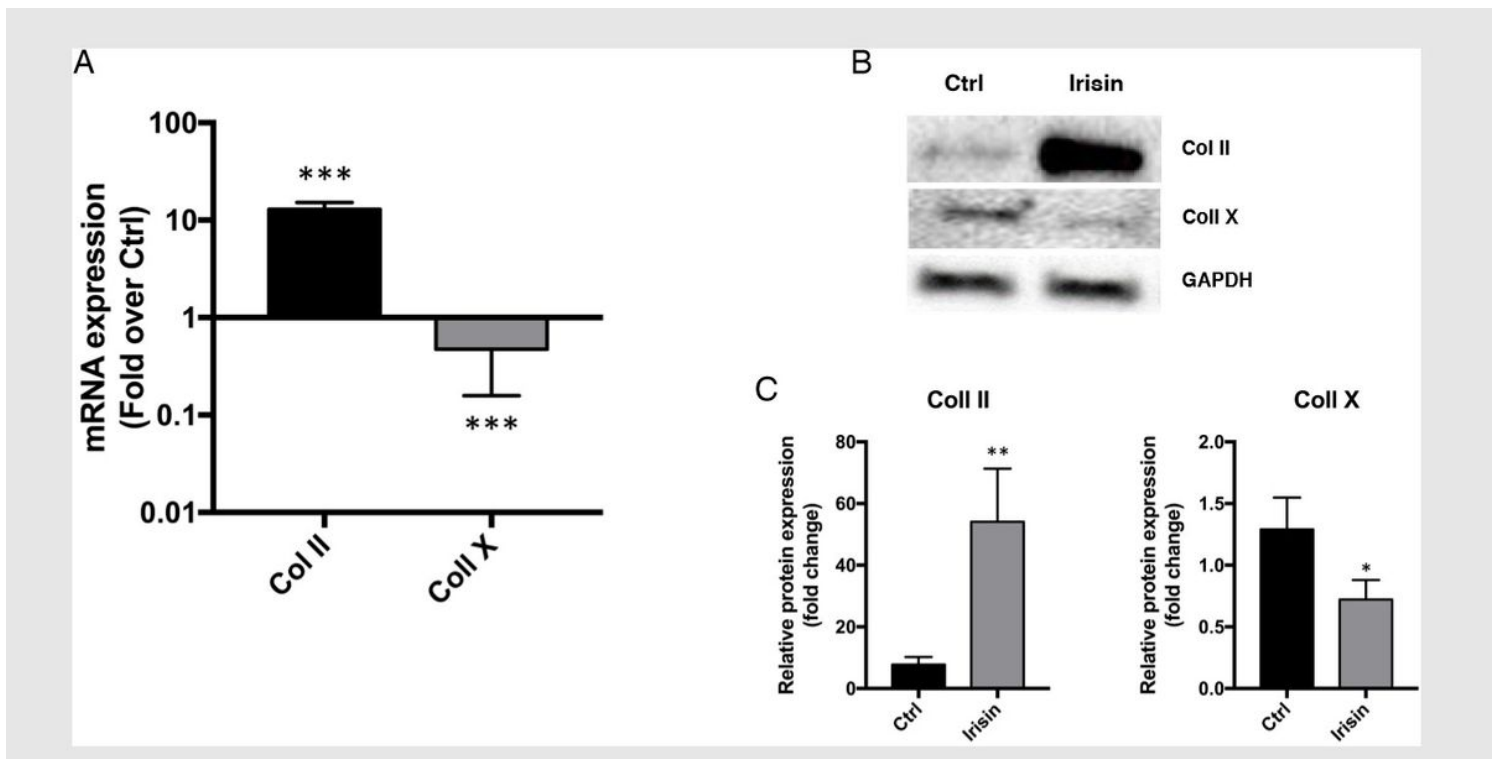 A
mRNA expression
(Fold over Ctrl)
100
10
1
0.1
0.01
***
***
Col II
Coll X
B
Ctrl Irisin
Col II
Coll X
GAPDH
C
Coll II
Relative protein expression
(fold change)
80
60
40
20
0
**
Ctrl
Irisin
Coll X
Relative protein expression
(fold change)
2.0
1.5
1.0
0.5
0.0
*
Ctrl
Irisin